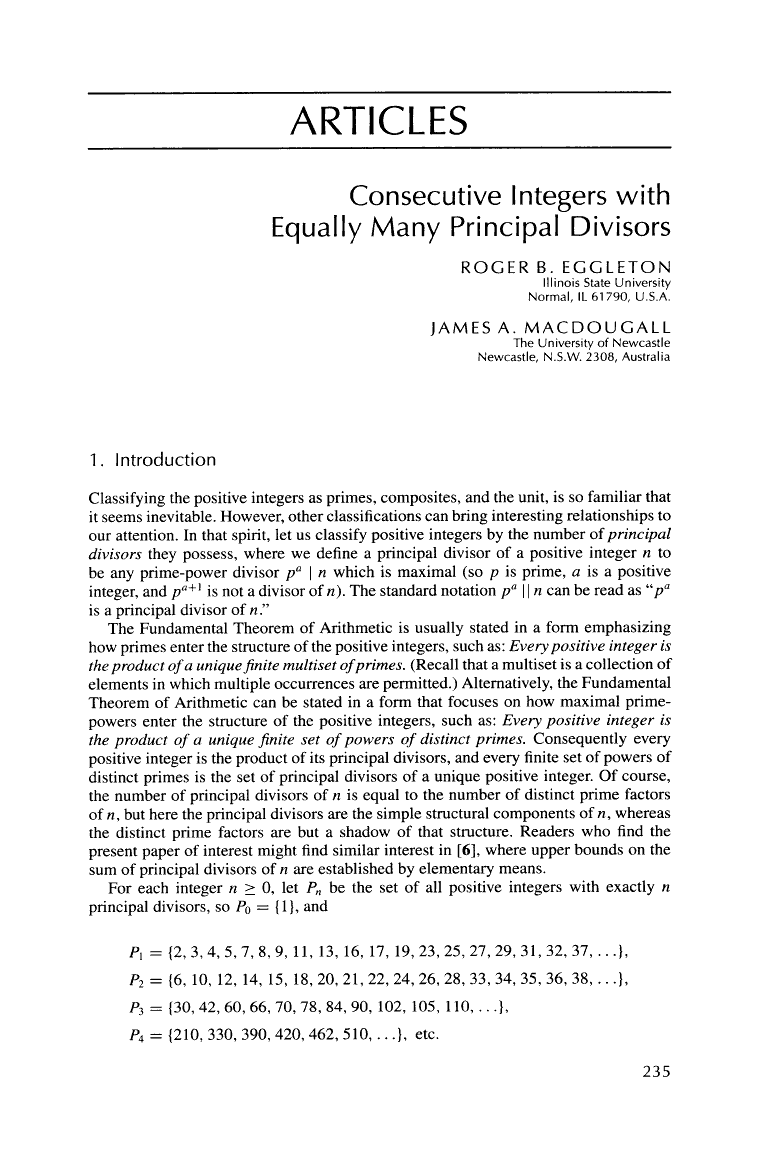 ARTICLES
Consecutive Integers with
Equally Many Principal Divisors
ROGER B. EGGLETON
Illinois State University
Normal, IL 61790, U.S.A.
JAMES A. MACDOUGALL
The University of Newcastle
Newcastle, N.S.W. 2308, Australia
1. Introduction
Classifying the positive integers as primes, composites, and the unit, is so familiar that
it seems inevitable. However, other classifications can bring interesting relationships to
our attention. In that spirit, let us classify positive integers by the number of principal
divisors they possess, where we define a principal divisor of a positive integer n to
be any prime-power divisor pᵃ | n which is maximal (so p is prime, a is a positive
integer, and pᵃ⁺¹ is not a divisor of n). The standard notation pᵃ || n can be read as “pᵃ
is a principal divisor of n.”
The Fundamental Theorem of Arithmetic is usually stated in a form emphasizing
how primes enter the structure of the positive integers, such as: Every positive integer is
the product of a unique finite multiset of primes. (Recall that a multiset is a collection of
elements in which multiple occurrences are permitted.) Alternatively, the Fundamental
Theorem of Arithmetic can be stated in a form that focuses on how maximal prime-
powers enter the structure of the positive integers, such as: Every positive integer is
the product of a unique finite set of powers of distinct primes. Consequently every
positive integer is the product of its principal divisors, and every finite set of powers of
distinct primes is the set of principal divisors of a unique positive integer. Of course,
the number of principal divisors of n is equal to the number of distinct prime factors
of n, but here the principal divisors are the simple structural components of n, whereas
the distinct prime factors are but a shadow of that structure. Readers who find the
present paper of interest might find similar interest in [6], where upper bounds on the
sum of principal divisors of n are established by elementary means.
For each integer n ≥ 0, let Pₙ be the set of all positive integers with exactly n
principal divisors, so P₀ = {1}, and
P₁ = {2, 3, 4, 5, 7, 8, 9, 11, 13, 16, 17, 19, 23, 25, 27, 29, 31, 32, 37, . . .},
P₂ = {6, 10, 12, 14, 15, 18, 20, 21, 22, 24, 26, 28, 33, 34, 35, 36, 38, . . .},
P₃ = {30, 42, 60, 66, 70, 78, 84, 90, 102, 105, 110, . . .},
P₄ = {210, 330, 390, 420, 462, 510, . . .}, etc.
235